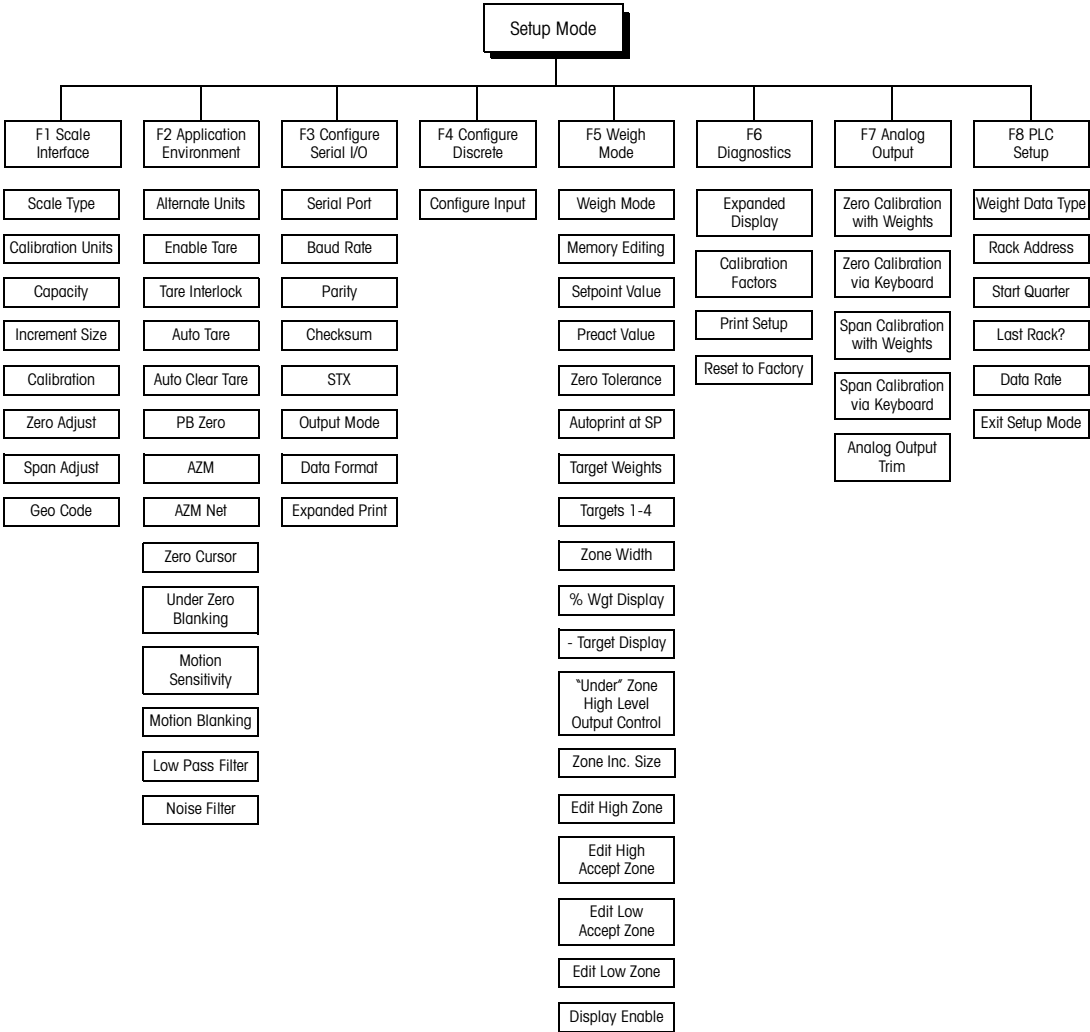 Setup Mode
F1 Scale
Interface
Scale Type
Calibration Units
Capacity
Increment Size
Calibration
Zero Adjust
Span Adjust
Geo Code
F2 Application
Environment
Alternate Units
Enable Tare
Tare Interlock
Auto Tare
Auto Clear Tare
PB Zero
AZM
AZM Net
Zero Cursor
Under Zero
Blanking
Motion
Sensitivity
Motion Blanking
Low Pass Filter
Noise Filter
F3 Configure
Serial I/O
Serial Port
Baud Rate
Parity
Checksum
STX
Output Mode
Data Format
Expanded Print
F4 Configure
Discrete
Configure Input
F5 Weigh
Mode
Weigh Mode
Memory Editing
Setpoint Value
Preact Value
Zero Tolerance
Autoprint at SP
Target Weights
Targets 1-4
Zone Width
% Wgt Display
- Target Display
“Under” Zone
High Level
Output Control
Zone Inc. Size
Edit High Zone
Edit High
Accept Zone
Edit Low
Accept Zone
Edit Low Zone
Display Enable
F6
Diagnostics
Expanded
Display
Calibration
Factors
Print Setup
Reset to Factory
F7 Analog
Output
Zero Calibration
with Weights
Zero Calibration
via Keyboard
Span Calibration
with Weights
Span Calibration
via Keyboard
Analog Output
Trim
F8 PLC
Setup
Weight Data Type
Rack Address
Start Quarter
Last Rack?
Data Rate
Exit Setup Mode